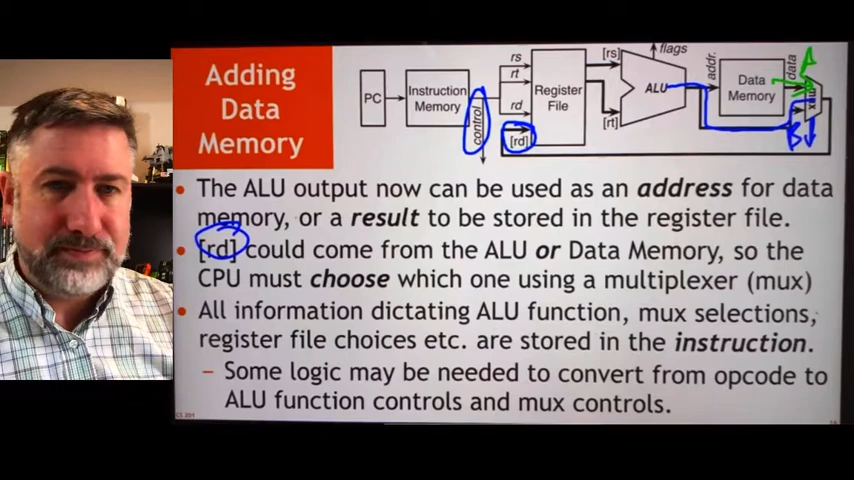 Adding
Data
Memory
PC
Instruction
Memory
control
rs
rt
rd
[rd]
Register
File
[rs]
[rt]
flags
ALU
addr.
Data
Memory
data
mux
• The ALU output now can be used as an address for data
memory, or a result to be stored in the register file.
• [rd] could come from the ALU or Data Memory, so the
CPU must choose which one using a multiplexer (mux)
• All information dictating ALU function, mux selections,
register file choices etc. are stored in the instruction.
– Some logic may be needed to convert from opcode to
ALU function controls and mux controls.
CS 201